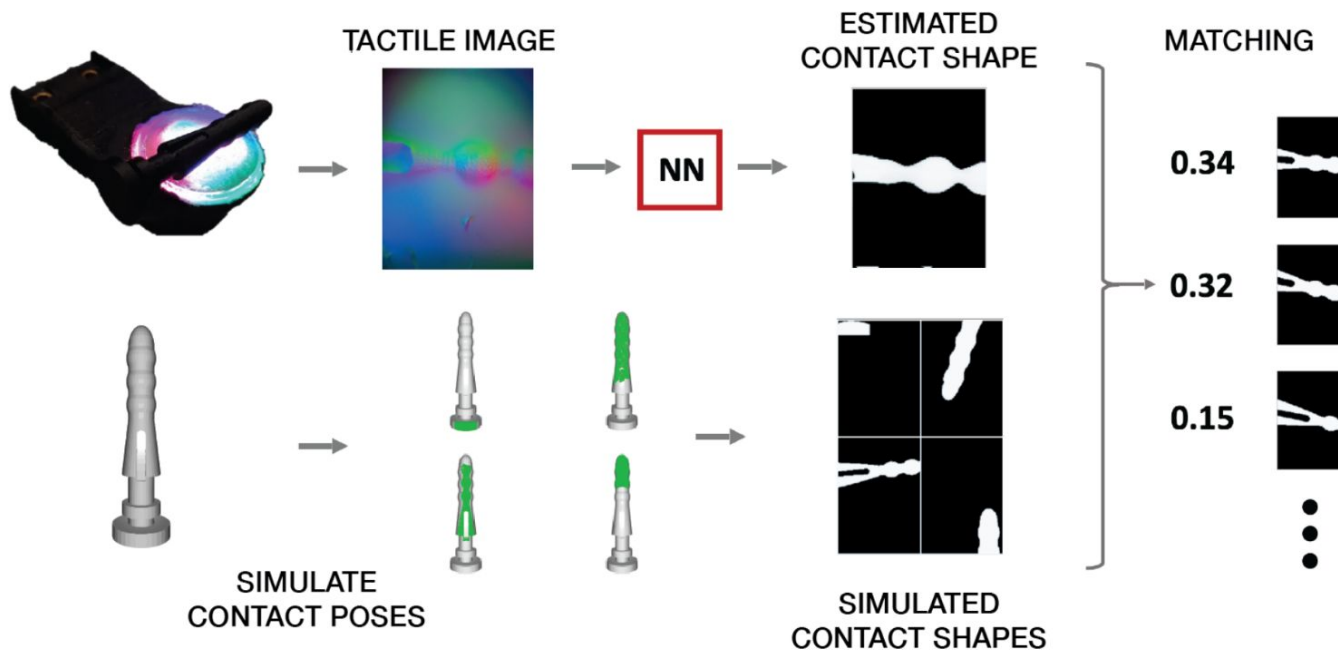 TACTILE IMAGE
ESTIMATED
CONTACT SHAPE
MATCHING
NN
0.34
0.32
0.15
SIMULATE
CONTACT POSES
SIMULATED
CONTACT SHAPES